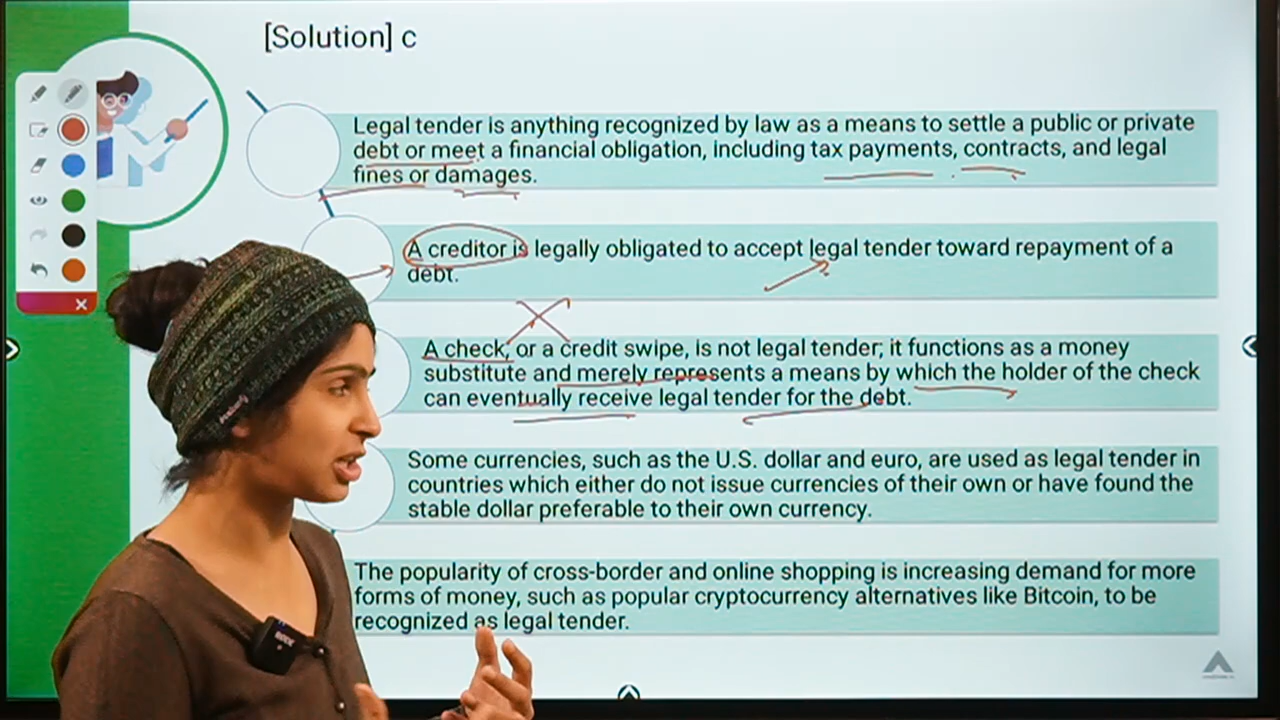 [Solution] c
Legal tender is anything recognized by law as a means to settle a public or private
debt or meet a financial obligation, including tax payments, contracts, and legal
fines or damages.
A creditor is legally obligated to accept legal tender toward repayment of a
debt.
A check, or a credit swipe, is not legal tender; it functions as a money
substitute and merely represents a means by which the holder of the check
can eventually receive legal tender for the debt.
Some currencies, such as the U.S. dollar and euro, are used as legal tender in
countries which either do not issue currencies of their own or have found the
stable dollar preferable to their own currency.
The popularity of cross-border and online shopping is increasing demand for more
forms of money, such as popular cryptocurrency alternatives like Bitcoin, to be
recognized as legal tender.